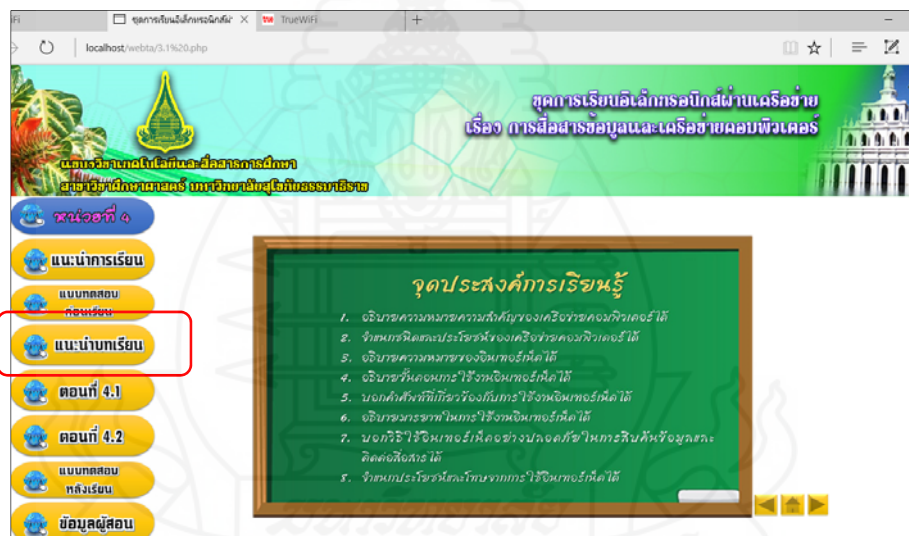 iFi
ชุดการเรียนอิเล็กทรอนิกส์ผ่า
TrueWiFi
localhost/webta/3.1%20.php
ชุดการเรียนอิเล็กทรอนิกส์ผ่านเครือข่าย
เรื่อง การสื่อสารข้อมูลและเครือข่ายคอมพิวเตอร์
แขนงวิชาเทคโนโลยีและสื่อสารการศึกษา
สาขาวิชาศึกษาศาสตร์ มหาวิทยาลัยสุโขทัยธรรมาธิราช
หน่วยที่ 4
แนะนำการเรียน
แบบทดสอบ
ก่อนเรียน
แนะนำบทเรียน
ตอนที่ 4.1
ตอนที่ 4.2
แบบทดสอบ
หลังเรียน
ข้อมูลผู้สอน
จุดประสงค์การเรียนรู้
1. อธิบายความหมายความสำคัญของเครือข่ายคอมพิวเตอร์ได้
2. จำแนกชนิดและประโยชน์ของเครือข่ายคอมพิวเตอร์ได้
3. อธิบายความหมายของอินเทอร์เน็ตได้
4. อธิบายขั้นตอนการใช้งานอินเทอร์เน็ตได้
5. บอกคำศัพท์ที่เกี่ยวข้องกับการใช้งานอินเทอร์เน็ตได้
6. อธิบายมารยาทในการใช้งานอินเทอร์เน็ตได้
7. บอกวิธีใช้อินเทอร์เน็ตอย่างปลอดภัยในการสืบค้นข้อมูลและ
ติดต่อสื่อสารได้
8. จำแนกประโยชน์และโทษจากการใช้อินเทอร์เน็ตได้